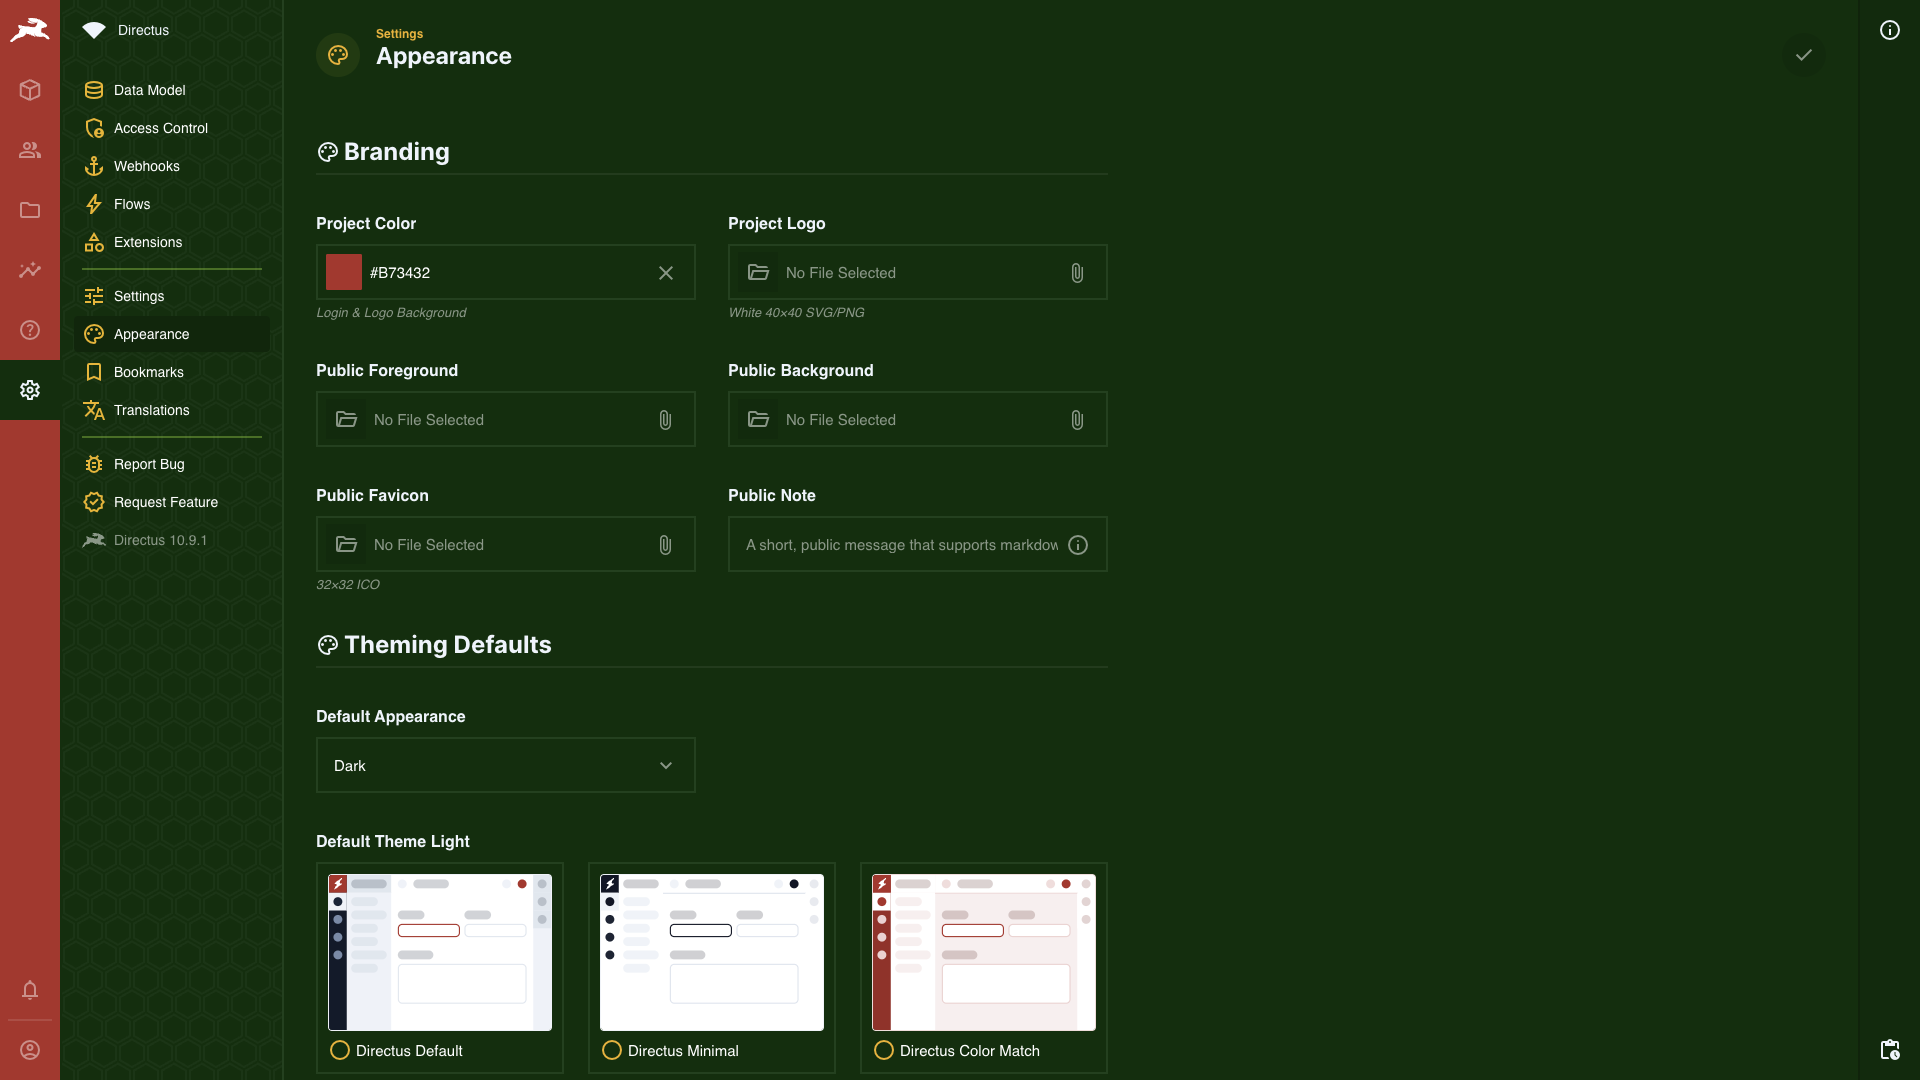 Directus
Data Model
Access Control
Webhooks
Flows
Extensions
Settings
Appearance
Bookmarks
Translations
Report Bug
Request Feature
Directus 10.9.1
Settings
Appearance
Branding
Project Color
#B73432
Login & Logo Background
Project Logo
No File Selected
White 40×40 SVG/PNG
Public Foreground
No File Selected
Public Background
No File Selected
Public Favicon
No File Selected
32×32 ICO
Public Note
A short, public message that supports markdow
Theming Defaults
Default Appearance
Dark
Default Theme Light
Directus Default
Directus Minimal
Directus Color Match